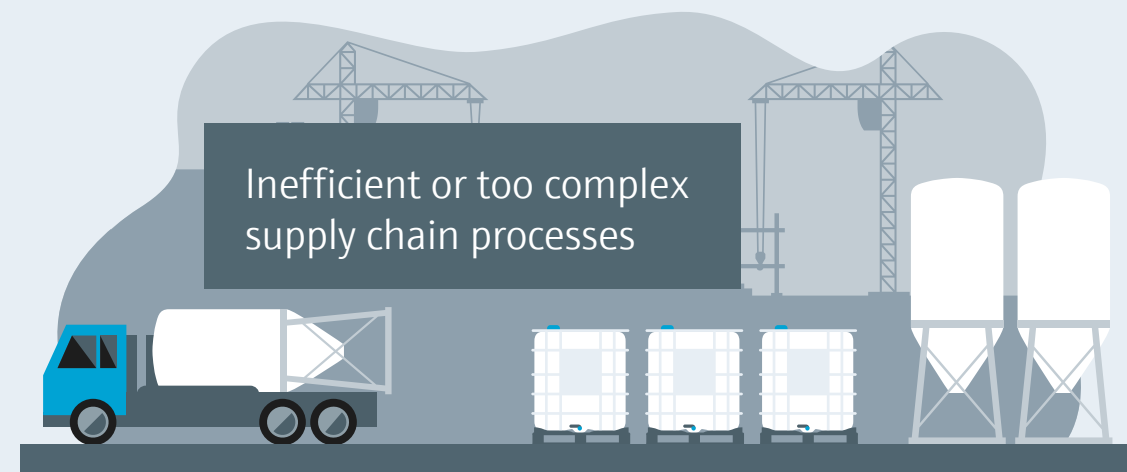 Inefficient or too complex
supply chain processes